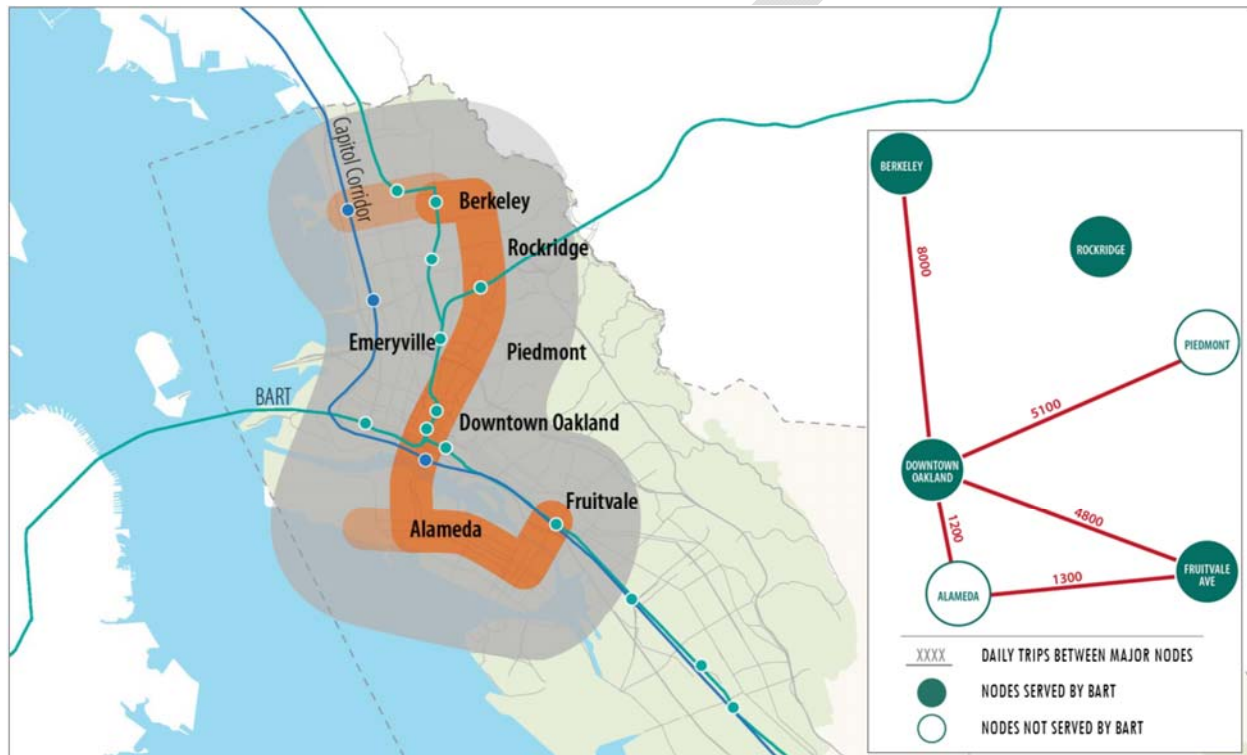 Capitol Corridor
Berkeley
Rockridge
Emeryville
Piedmont
BART
Downtown Oakland
Fruitvale
Alameda
BERKELEY
ROCKRIDGE
8000
PIEDMONT
5100
DOWNTOWN
OAKLAND
1200
4800
1300
FRUITVALE
AVE
ALAMEDA
XXXX DAILY TRIPS BETWEEN MAJOR NODES
NODES SERVED BY BART
NODES NOT SERVED BY BART